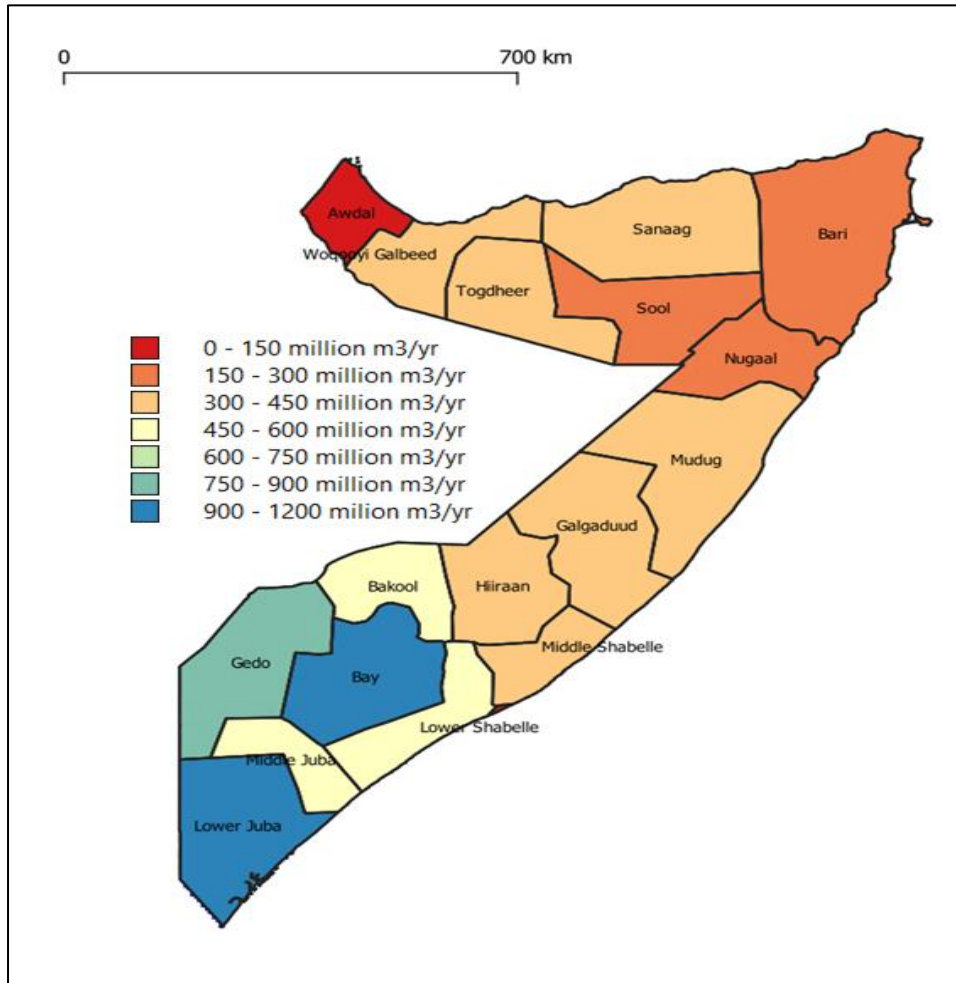 0 700 km
Awdal
Sanaag
Bari
Woqooyi Galbeed
Togdheer
Sool
Nugaal
0 - 150 million m3/yr
150 - 300 million m3/yr
300 - 450 million m3/yr
450 - 600 million m3/yr
600 - 750 million m3/yr
750 - 900 million m3/yr
900 - 1200 milion m3/yr
Mudug
Galgaduud
Bakool
Hiiraan
Middle Shabelle
Gedo
Bay
Lower Shabelle
Middle Juba
Lower Juba